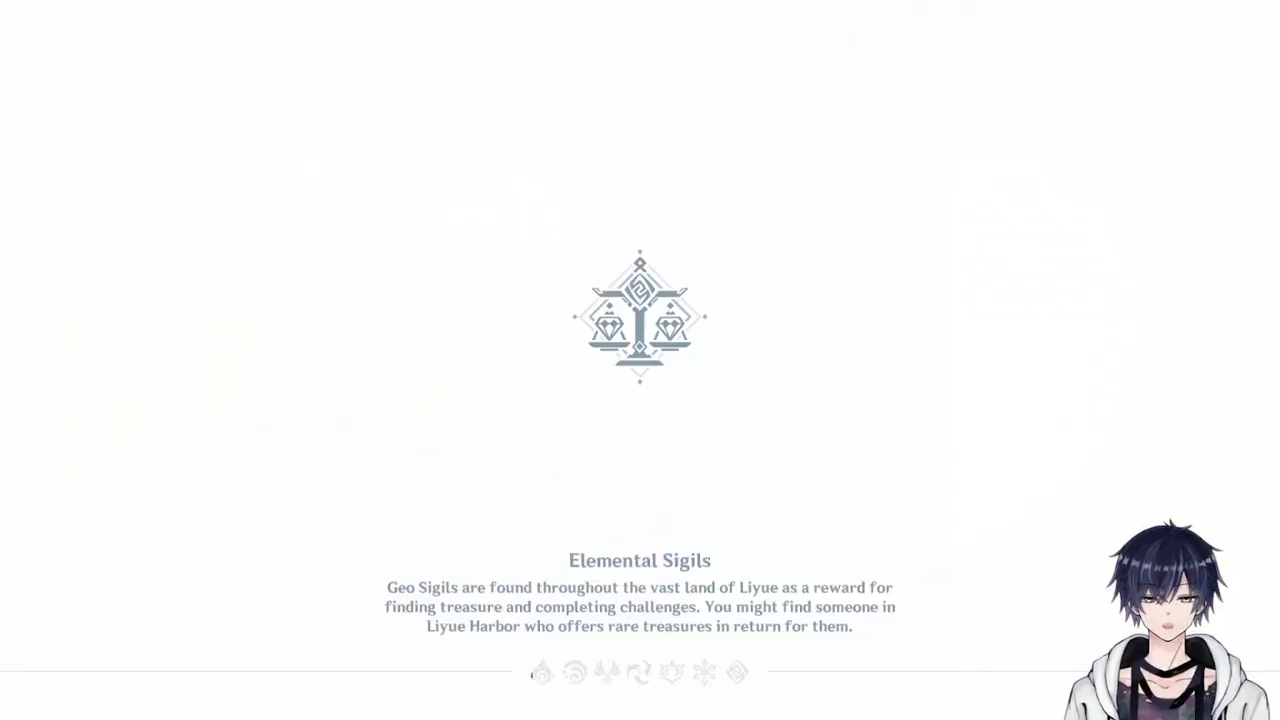 Elemental Sigils
Geo Sigils are found throughout the vast land of Liyue as a reward for
finding treasure and completing challenges. You might find someone in
Liyue Harbor who offers rare treasures in return for them.